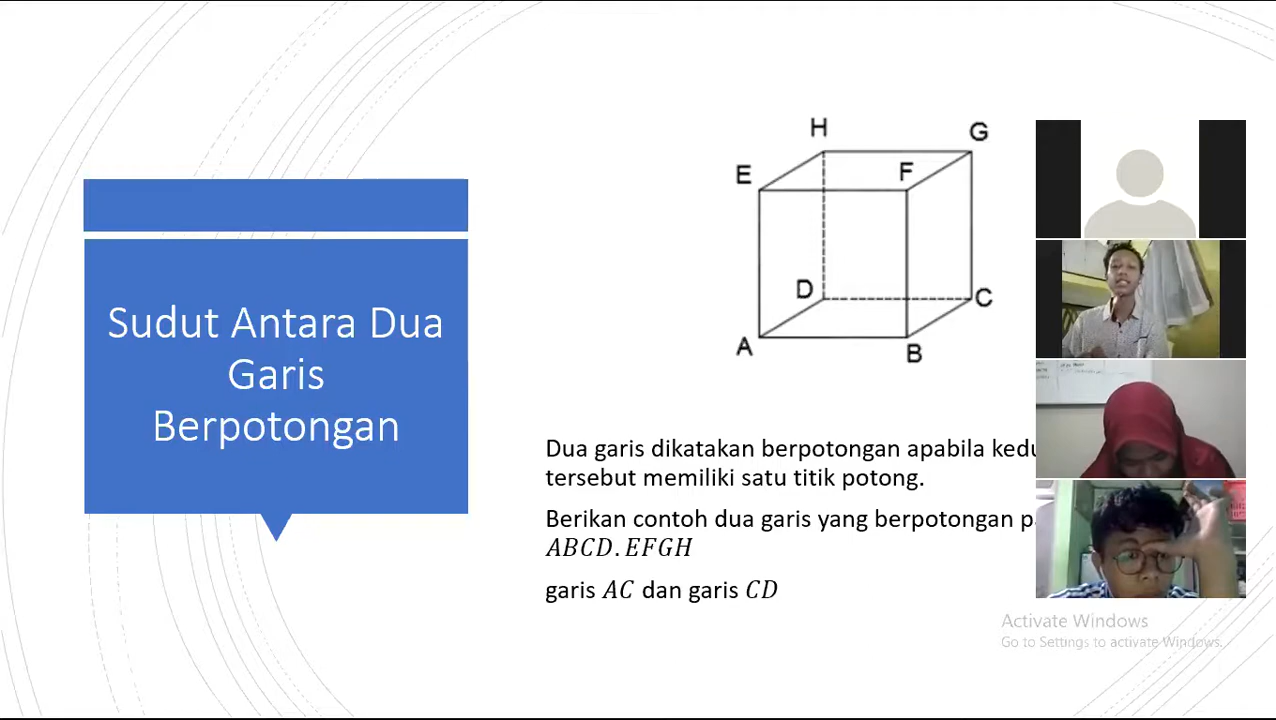 Sudut Antara Dua
Garis
Berpotongan
H
G
E
F
D
C
A
B
Dua garis dikatakan berpotongan apabila
tersebut memiliki satu titik potong.
Berikan contoh dua garis yang berpotongan
ABCD.EFGH
garis AC dan garis CD
Activate Windows
Go to Settings to activate Windows.